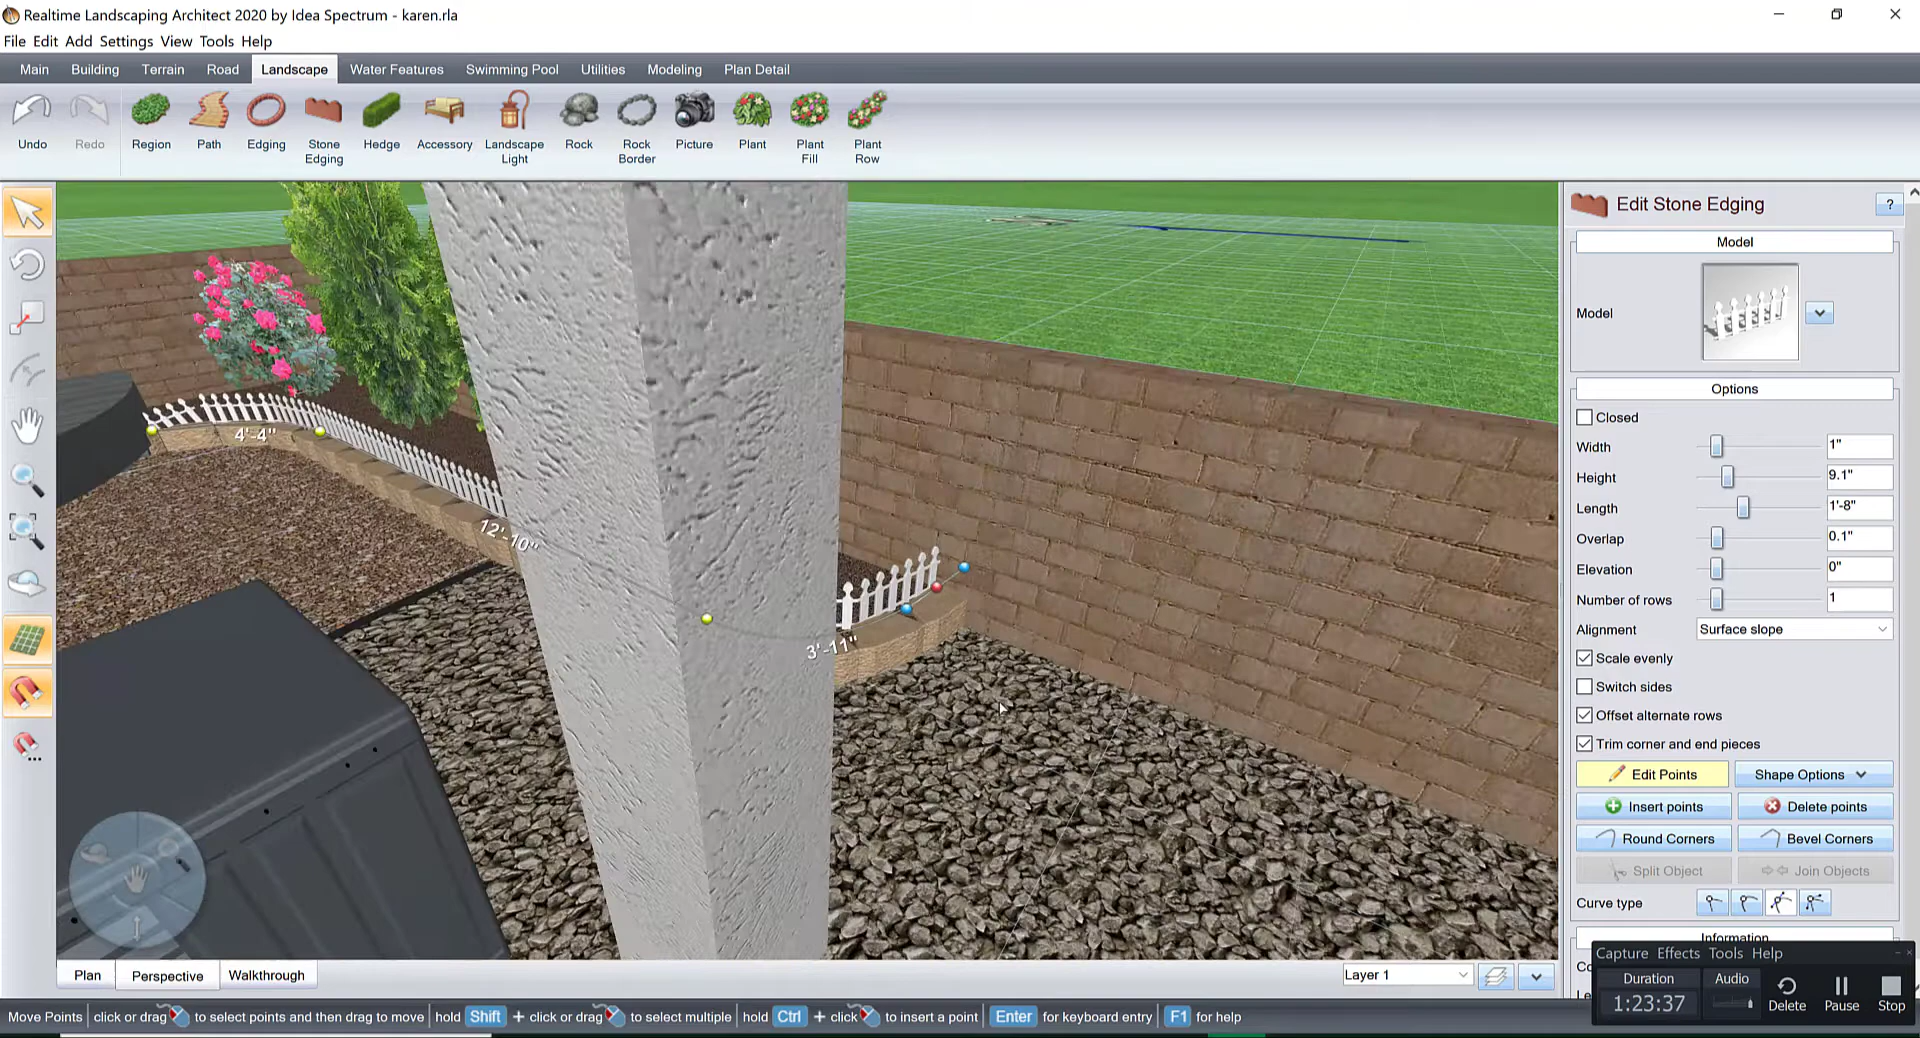 Realtime Landscaping Architect 2020 by Idea Spectrum - karen.rla
File Edit Add Settings View Tools Help
Main Building Terrain Road Landscape Water Features Swimming Pool Utilities Modeling Plan Detail
Undo Redo Region Path Edging Stone Edging Hedge Accessory Landscape Light Rock Rock Border Picture Plant Plant Fill Plant Row
Edit Stone Edging ?
Model
Model
Options
Closed
Width 1"
Height 9.1"
Length 1'-8"
Overlap 0.1"
Elevation 0"
Number of rows 1
Alignment Surface slope
Scale evenly
Switch sides
Offset alternate rows
Trim corner and end pieces
Edit Points Shape Options
Insert points Delete points
Round Corners Bevel Corners
Split Object Join Objects
Curve type
Information
4'-4"
12'-10"
3'-11"
Capture Effects Tools Help
Duration Audio
1:23:37 Delete Pause Stop
Plan Perspective Walkthrough Layer 1
Move Points click or drag to select points and then drag to move hold Shift + click or drag to select multiple hold Ctrl + click to insert a point Enter for keyboard entry F1 for help